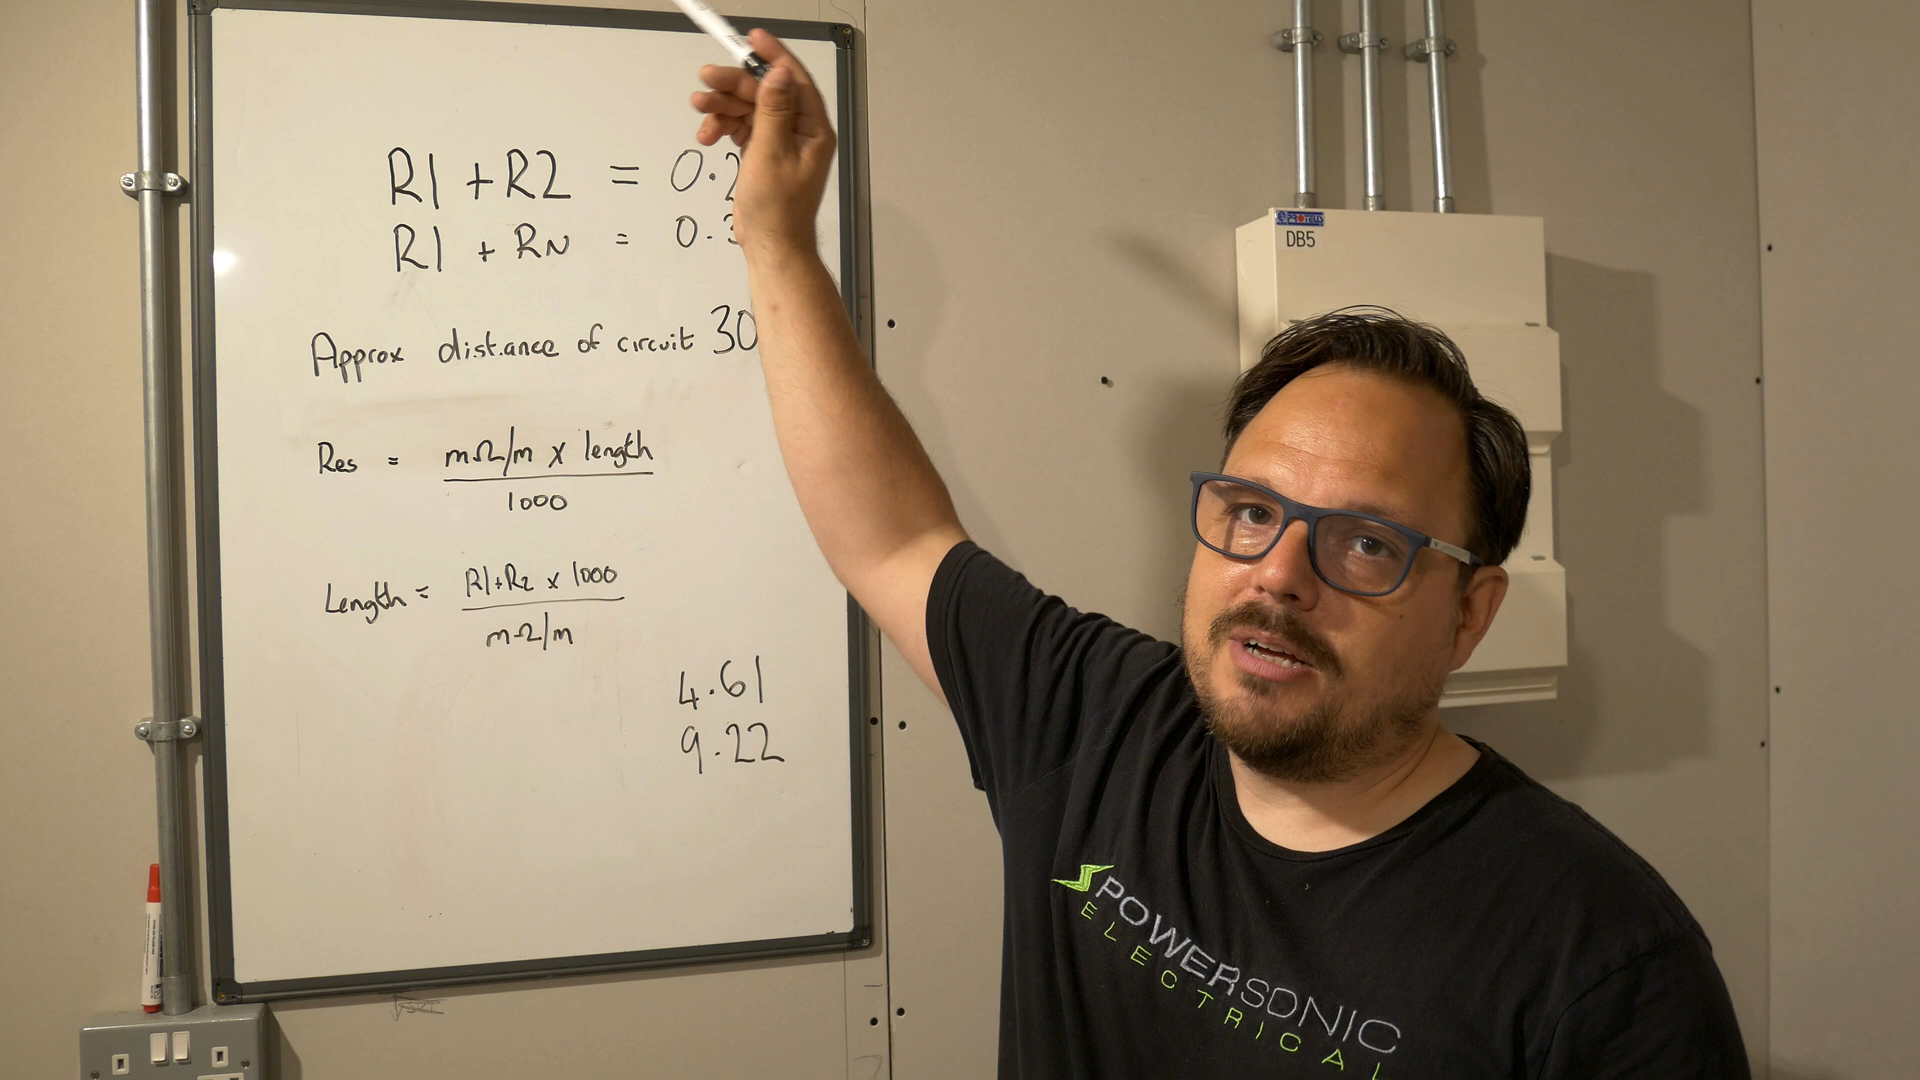 R1 + R2 = 0.2
R1 + RN = 0.3
Approx distance of circuit 30
Res = mΩ/m x length
1000
Length = R1+R2 x 1000
mΩ/m
4.61
9.22
PROTEUS
DB5
POWERSONIC
ELECTRICAL